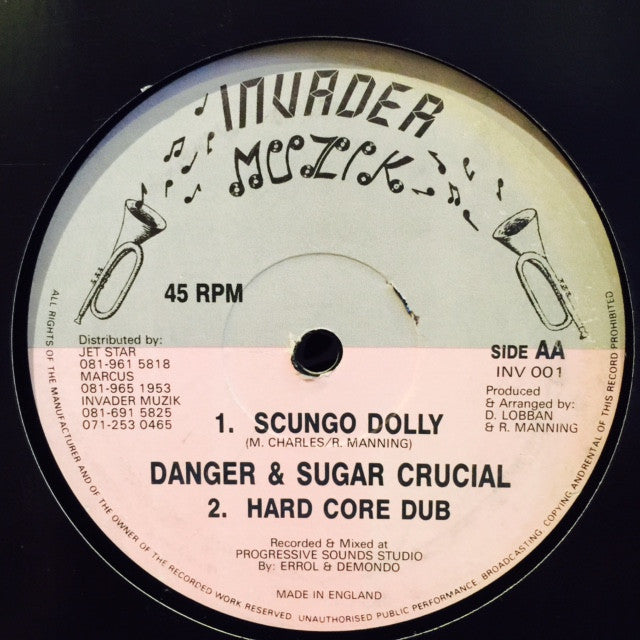 INVADER
MUZIK
45 RPM
Distributed by:
JET STAR
081-961 5818
MARCUS
081-965 1953
INVADER MUZIK
081-691 5825
071-253 0465
SIDE AA
INV 001
Produced
& Arranged by:
D. LOBBAN
& R. MANNING
1. SCUNGO DOLLY
(M. CHARLES/R. MANNING)
DANGER & SUGAR CRUCIAL
2. HARD CORE DUB
Recorded & Mixed at
PROGRESSIVE SOUNDS STUDIO
By: ERROL & DEMONDO
MADE IN ENGLAND
ALL RIGHTS OF THE MANUFACTURER AND OF THE OWNER OF THE RECORDED WORK RESERVED. UNAUTHORISED PUBLIC PERFORMANCE. BROADCASTING, COPYING, ANDRENTAL OF THIS RECORD PROHIBITED